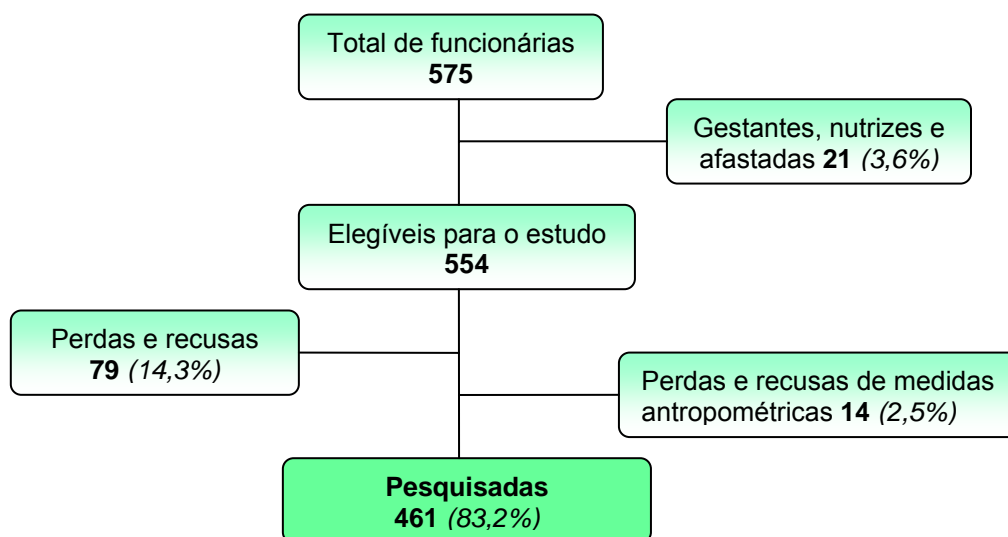 Total de funcionárias
575
Gestantes, nutrizes e
afastadas 21 (3,6%)
Elegíveis para o estudo
554
Perdas e recusas
79 (14,3%)
Perdas e recusas de medidas
antropométricas 14 (2,5%)
Pesquisadas
461 (83,2%)